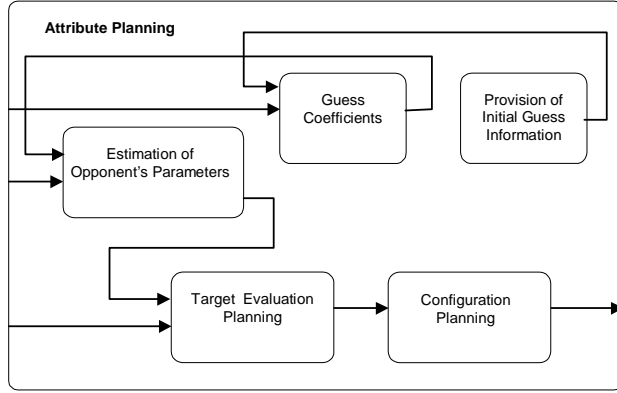 Attribute Planning
Guess
Coefficients
Provision of
Initial Guess
Information
Estimation of
Opponent's Parameters
Target Evaluation
Planning
Configuration
Planning